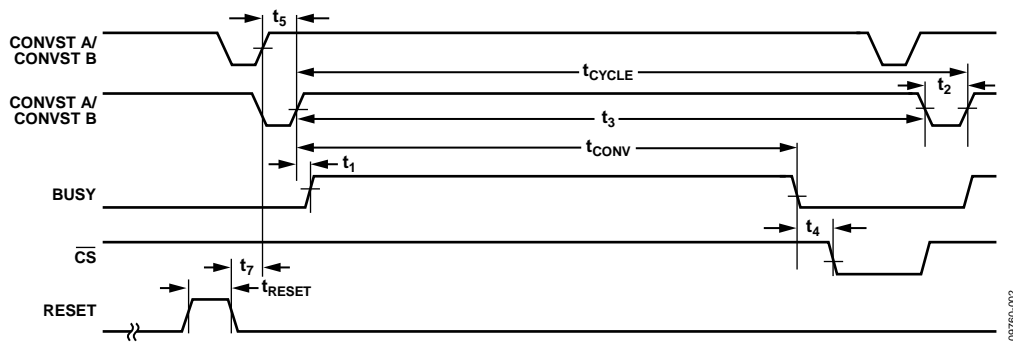 t5
CONVST A/
CONVST B
tCYCLE
t2
CONVST A/
CONVST B
t3
tCONV
t1
BUSY
t4
CS
t7
tRESET
RESET
09760-002